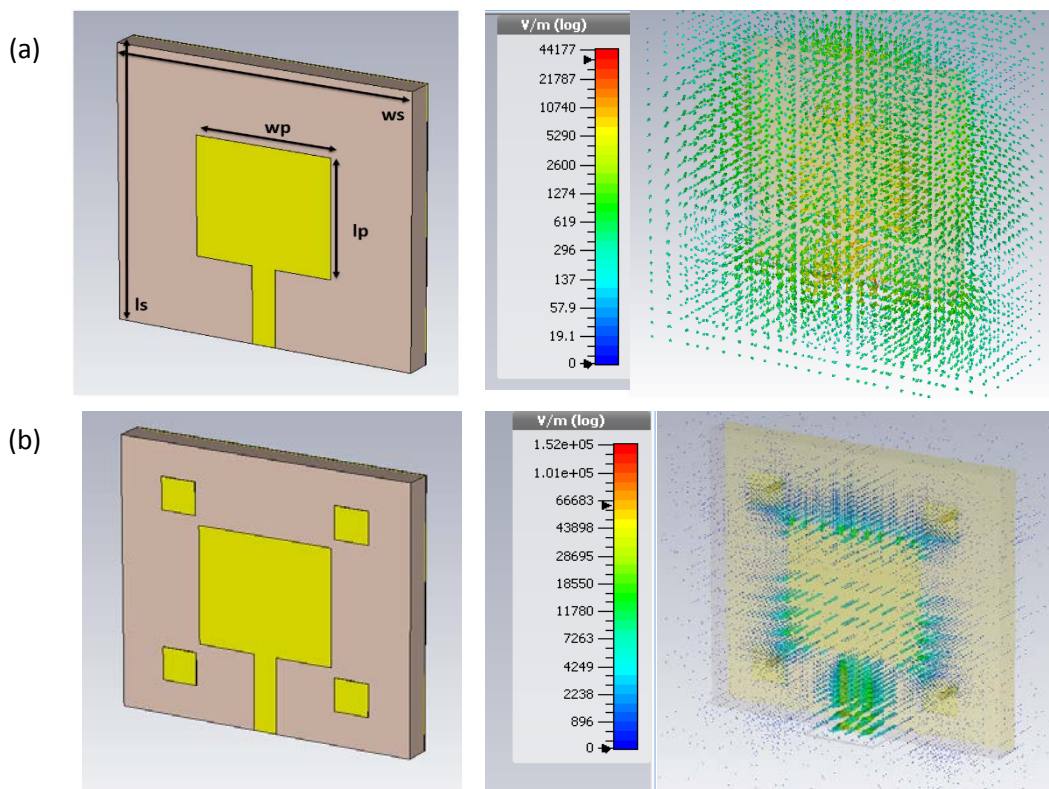 (a)
ws
wp
lp
ls
V/m (log)
44177
21787
10740
5290
2600
1274
619
296
137
57.9
19.1
0
(b)
V/m (log)
1.52e+05
1.01e+05
66683
43898
28695
18550
11780
7263
4249
2238
896
0